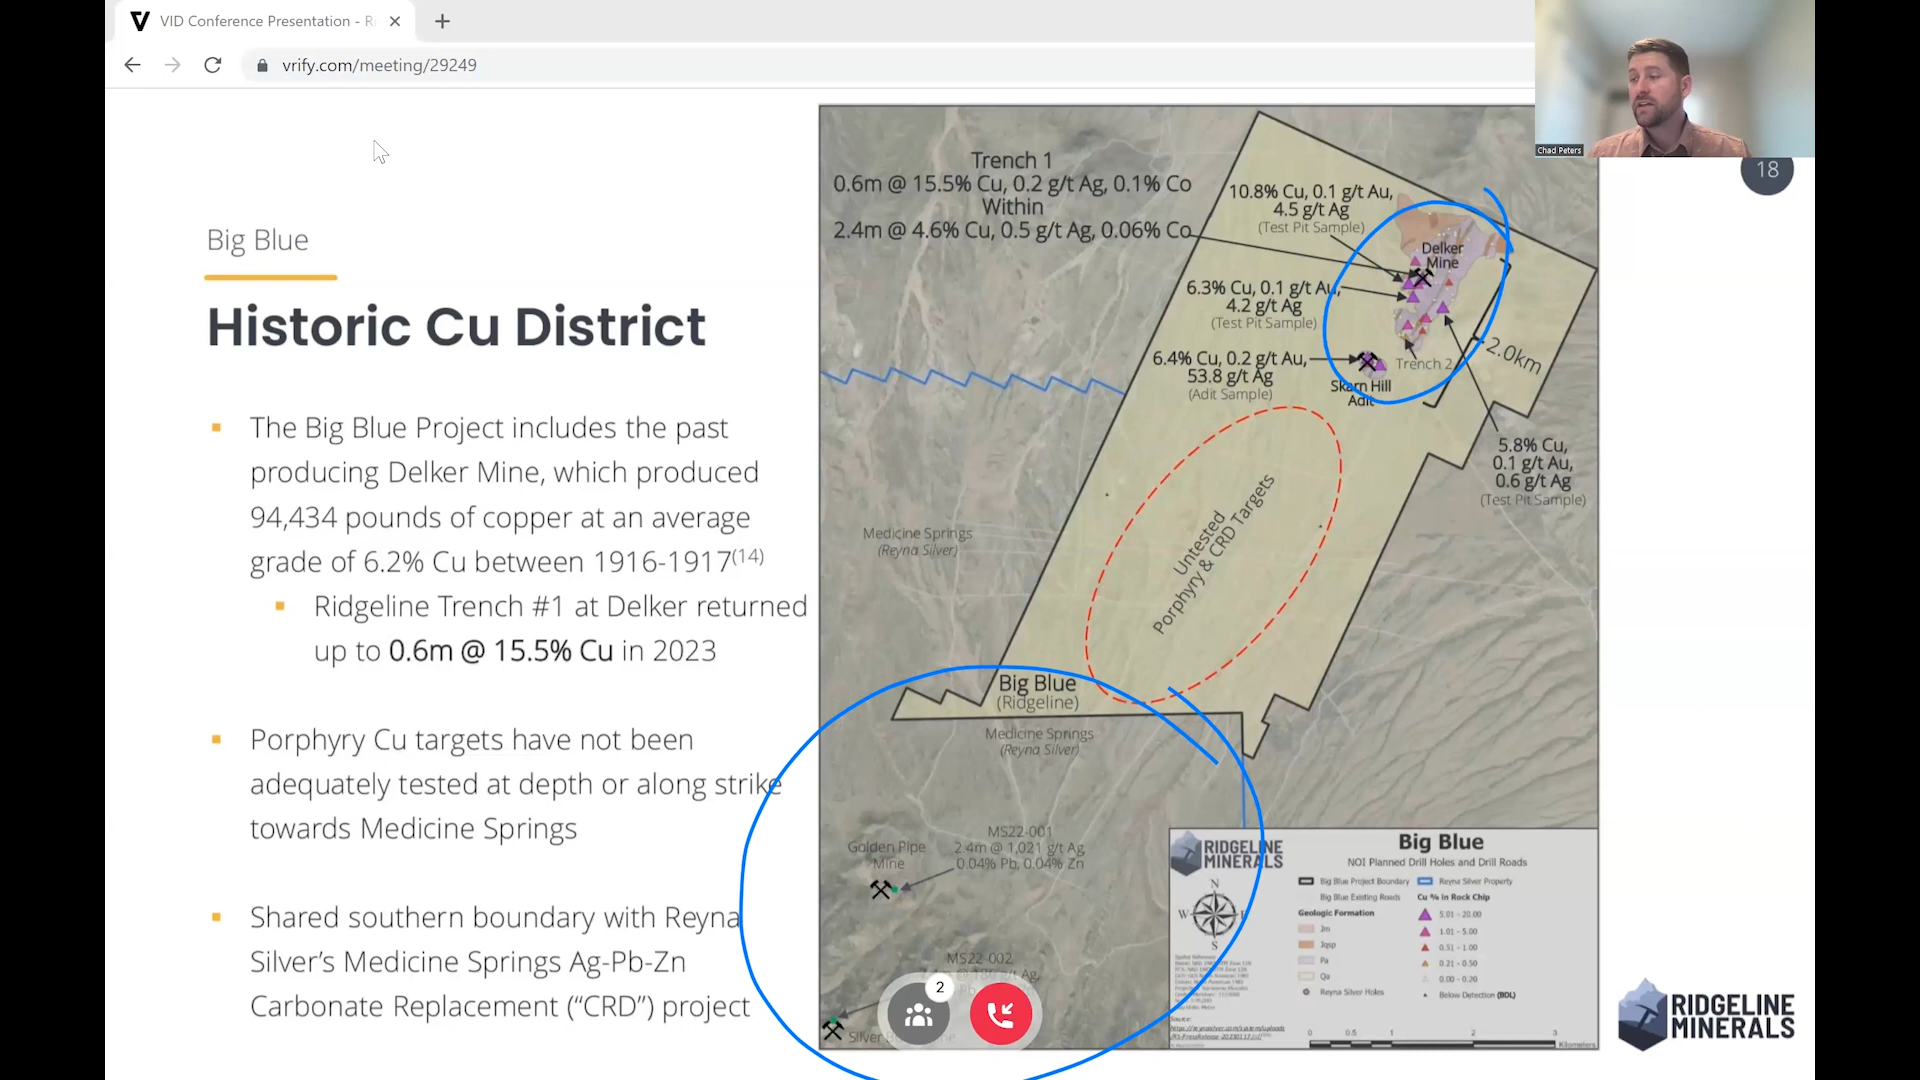 VID Conference Presentation - R
vrify.com/meeting/29249
Chad Peters
18
Big Blue
Historic Cu District
The Big Blue Project includes the past
producing Delker Mine, which produced
94,434 pounds of copper at an average
grade of 6.2% Cu between 1916-1917(14)
Ridgeline Trench #1 at Delker returned
up to 0.6m @ 15.5% Cu in 2023
Porphyry Cu targets have not been
adequately tested at depth or along strike
towards Medicine Springs
Shared southern boundary with Reyna
Silver's Medicine Springs Ag-Pb-Zn
Carbonate Replacement ("CRD") project
Trench 1
0.6m @ 15.5% Cu, 0.2 g/t Ag, 0.1% Co
Within
2.4m @ 4.6% Cu, 0.5 g/t Ag, 0.06% Co
10.8% Cu, 0.1 g/t Au,
4.5 g/t Ag
(Test Pit Sample)
Delker
Mine
6.3% Cu, 0.1 g/t Au,
4.2 g/t Ag
(Test Pit Sample)
6.4% Cu, 0.2 g/t Au,
53.8 g/t Ag
(Adit Sample)
Trench 2
Skarn Hill
Adit
2.0km
5.8% Cu,
0.1 g/t Au,
0.6 g/t Ag
(Test Pit Sample)
Untested
Porphyry & CRD Targets
Medicine Springs
(Reyna Silver)
Big Blue
(Ridgeline)
Medicine Springs
(Reyna Silver)
Golden Pipe
Mine
MS22-001
2.4m @ 1,021 g/t Ag
0.04% Pb, 0.04% Zn
MS22-002
2
RIDGELINE
MINERALS
N
W
S
Big Blue
NOI Planned Drill Holes and Drill Roads
Big Blue Project Boundary
Reyna Silver Property
Big Blue Existing Roads
Geologic Formation
Jm
Jqsp
Pa
Qa
Reyna Silver Holes
Cu % in Rock Chip
5.01 - 20.00
1.01 - 5.00
0.51 - 1.00
0.21 - 0.50
0.00 - 0.20
Below Detection (BDL)
0 0.5 1 2 3
Kilometers
RIDGELINE
MINERALS